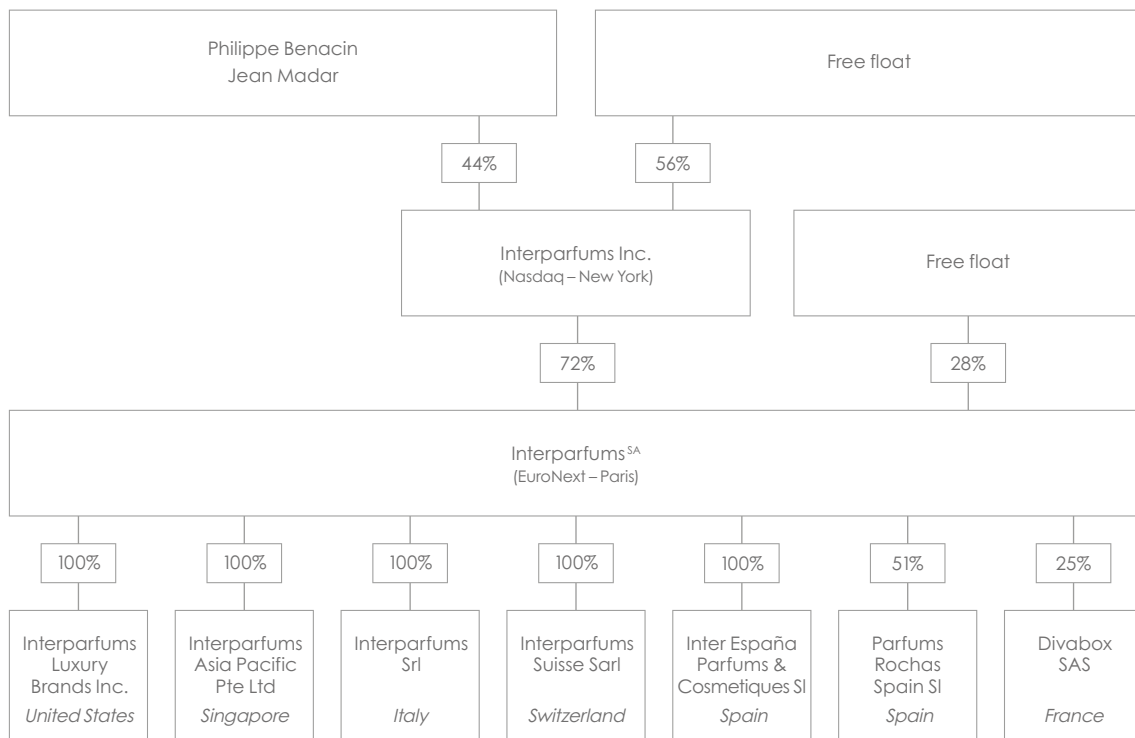 Philippe Benacin
Jean Madar
Free float
44%
56%
Interparfums Inc.
(Nasdaq – New York)
Free float
72%
28%
Interparfums SA
(EuroNext – Paris)
100%
100%
100%
100%
100%
51%
25%
Interparfums
Luxury
Brands Inc.
United States
Interparfums
Asia Pacific
Pte Ltd
Singapore
Interparfums
Srl
Italy
Interparfums
Suisse Sarl
Switzerland
Inter España
Parfums &
Cosmetiques Sl
Spain
Parfums
Rochas
Spain Sl
Spain
Divabox
SAS
France